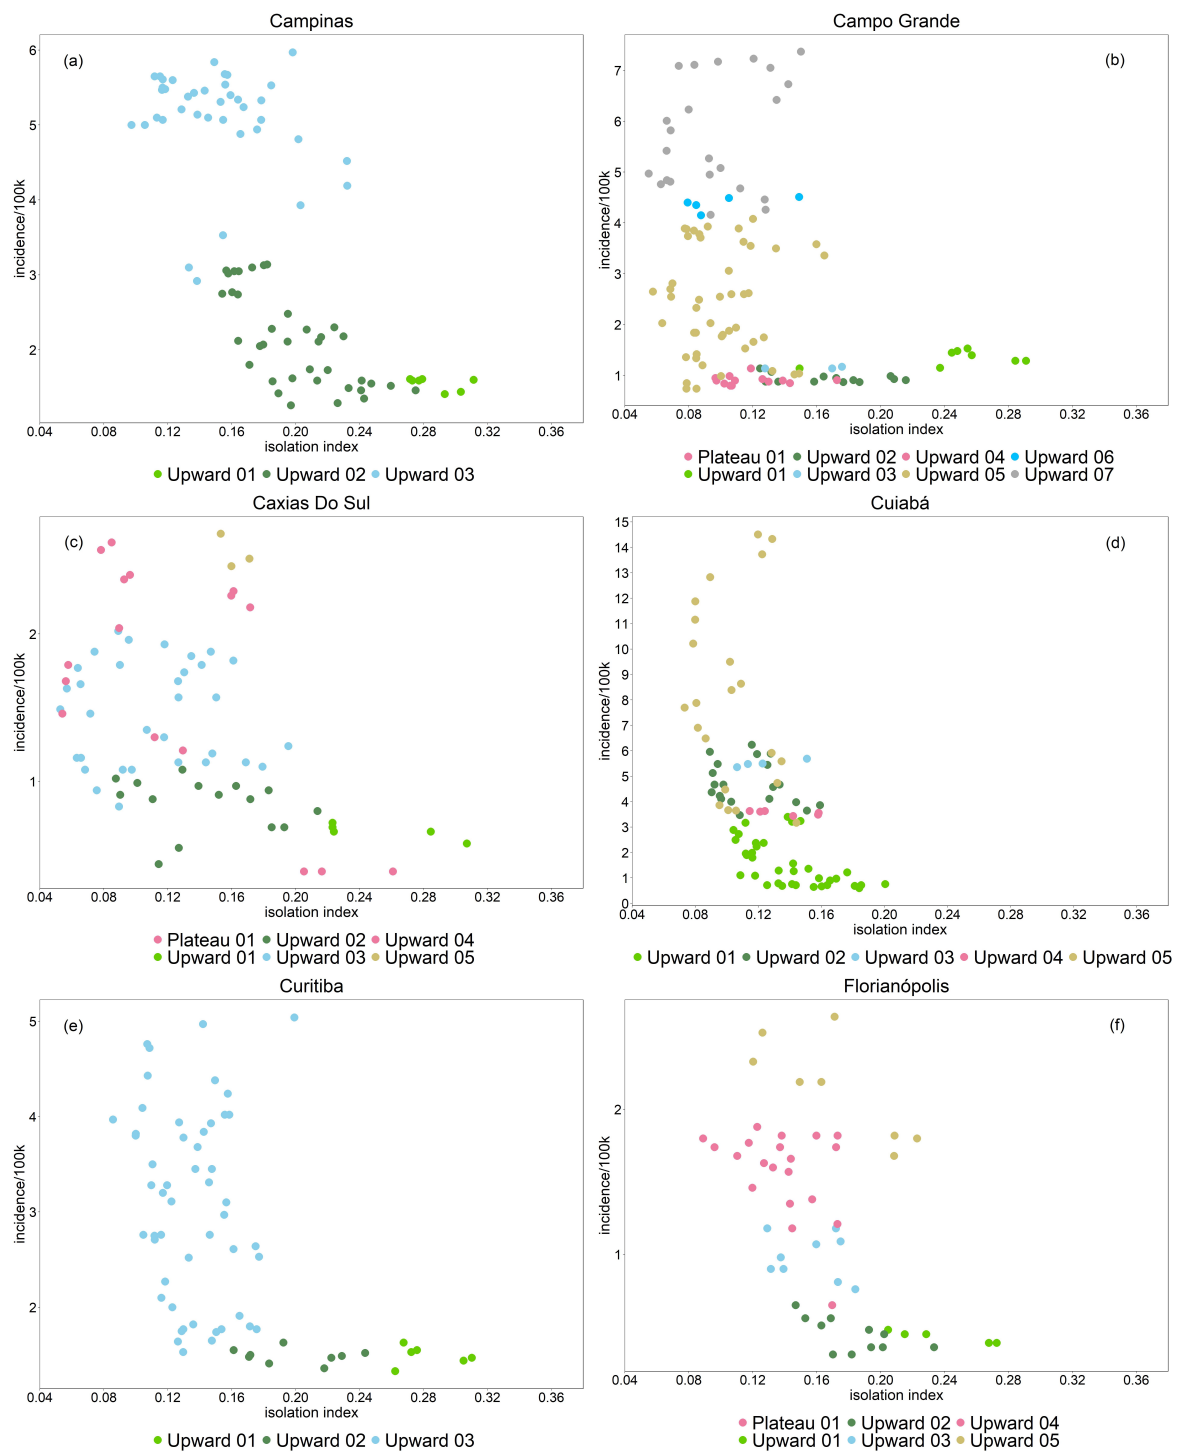 Campinas
(a)
6
5
4
3
2
incidence/100k
0.04 0.08 0.12 0.16 0.20 0.24 0.28 0.32 0.36
isolation index
Upward 01 Upward 02 Upward 03
Campo Grande
(b)
7
6
5
4
3
2
1
incidence/100k
0.04 0.08 0.12 0.16 0.20 0.24 0.28 0.32 0.36
isolation index
Plateau 01 Upward 02 Upward 04 Upward 06
Upward 01 Upward 03 Upward 05 Upward 07
Caxias Do Sul
(c)
2
1
incidence/100k
0.04 0.08 0.12 0.16 0.20 0.24 0.28 0.32 0.36
isolation index
Plateau 01 Upward 02 Upward 04
Upward 01 Upward 03 Upward 05
Cuiabá
(d)
15
14
13
12
11
10
9
8
7
6
5
4
3
2
1
0
incidence/100k
0.04 0.08 0.12 0.16 0.20 0.24 0.28 0.32 0.36
isolation index
Upward 01 Upward 02 Upward 03 Upward 04 Upward 05
Curitiba
(e)
5
4
3
2
incidence/100k
0.04 0.08 0.12 0.16 0.20 0.24 0.28 0.32 0.36
isolation index
Upward 01 Upward 02 Upward 03
Florianópolis
(f)
2
1
incidence/100k
0.04 0.08 0.12 0.16 0.20 0.24 0.28 0.32 0.36
isolation index
Plateau 01 Upward 02 Upward 04
Upward 01 Upward 03 Upward 05